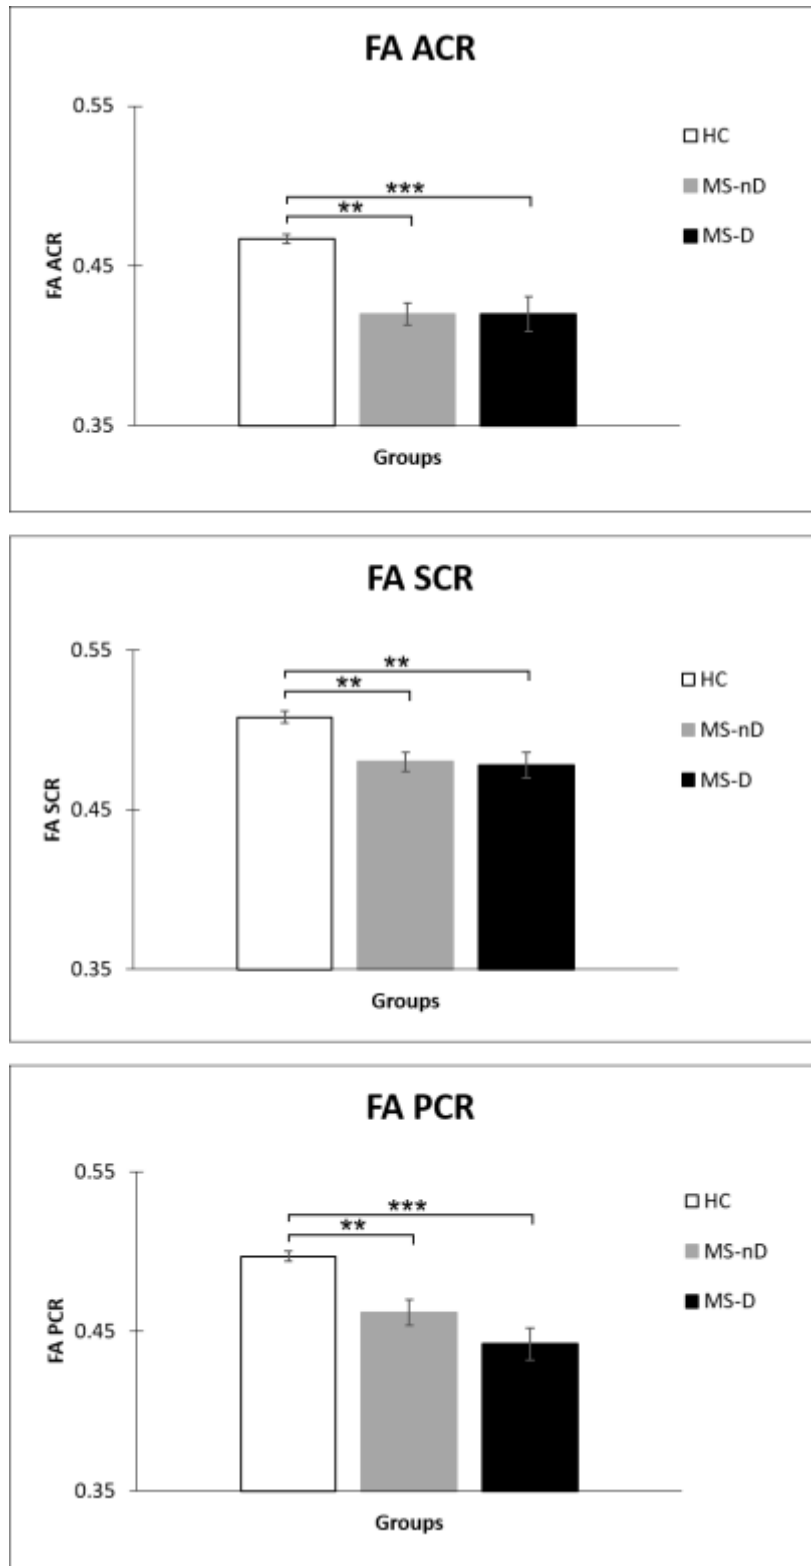 FA ACR
0.55
0.45
0.35
FA ACR
***
**
HC
MS-nD
MS-D
Groups
FA SCR
0.55
0.45
0.35
FA SCR
**
**
HC
MS-nD
MS-D
Groups
FA PCR
0.55
0.45
0.35
FA PCR
***
**
HC
MS-nD
MS-D
Groups